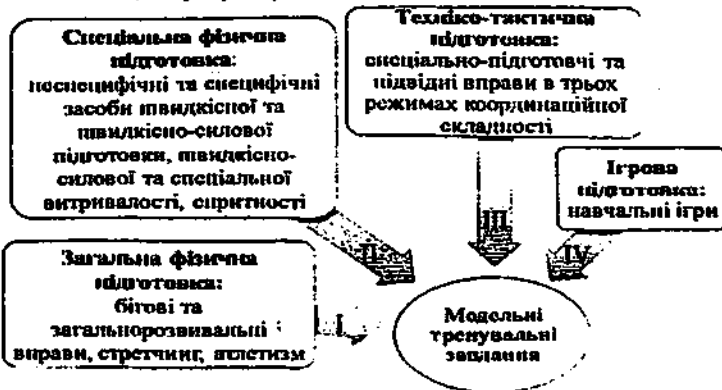 Спеціальна фізична
підготовка:
неспецифічні та специфічні
засоби швидкісної та
швидкісно-силової
підготовки, швидкісно-
силової та спеціальної
витривалості, спритності
Техніко-тактична
підготовка:
спеціально-підготовчі та
підвідні вправи в трьох
режимах координаційної
складності
Ігрова
підготовка:
навчальні ігри
Загальна фізична
підготовка:
бігові та
загальнорозвивальні
вправи, стретчинг, атлетизм
I
II
III
IV
Модельні
тренувальні
завдання